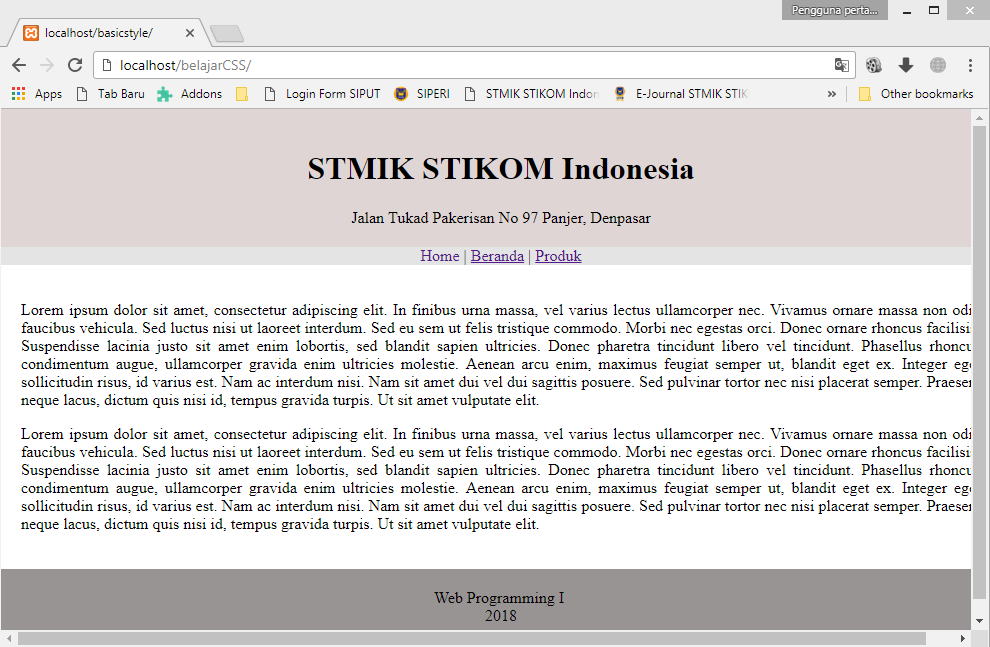 Pengguna perta...
localhost/basicstyle/
localhost/belajarCSS/
Apps Tab Baru Addons Login Form SIPUT SIPERI STMIK STIKOM Indon E-Journal STMIK STIK » Other bookmarks
STMIK STIKOM Indonesia
Jalan Tukad Pakerisan No 97 Panjer, Denpasar
Home | Beranda | Produk
Lorem ipsum dolor sit amet, consectetur adipiscing elit. In finibus urna massa, vel varius lectus ullamcorper nec. Vivamus ornare massa non odi
faucibus vehicula. Sed luctus nisi ut laoreet interdum. Sed eu sem ut felis tristique commodo. Morbi nec egestas orci. Donec ornare rhoncus facilisi
Suspendisse lacinia justo sit amet enim lobortis, sed blandit sapien ultricies. Donec pharetra tincidunt libero vel tincidunt. Phasellus rhoncu
condimentum augue, ullamcorper gravida enim ultricies molestie. Aenean arcu enim, maximus feugiat semper ut, blandit eget ex. Integer ege
sollicitudin risus, id varius est. Nam ac interdum nisi. Nam sit amet dui vel dui sagittis posuere. Sed pulvinar tortor nec nisi placerat semper. Praesen
neque lacus, dictum quis nisi id, tempus gravida turpis. Ut sit amet vulputate elit.
Lorem ipsum dolor sit amet, consectetur adipiscing elit. In finibus urna massa, vel varius lectus ullamcorper nec. Vivamus ornare massa non odi
faucibus vehicula. Sed luctus nisi ut laoreet interdum. Sed eu sem ut felis tristique commodo. Morbi nec egestas orci. Donec ornare rhoncus facilisi
Suspendisse lacinia justo sit amet enim lobortis, sed blandit sapien ultricies. Donec pharetra tincidunt libero vel tincidunt. Phasellus rhoncu
condimentum augue, ullamcorper gravida enim ultricies molestie. Aenean arcu enim, maximus feugiat semper ut, blandit eget ex. Integer ege
sollicitudin risus, id varius est. Nam ac interdum nisi. Nam sit amet dui vel dui sagittis posuere. Sed pulvinar tortor nec nisi placerat semper. Praesen
neque lacus, dictum quis nisi id, tempus gravida turpis. Ut sit amet vulputate elit.
Web Programming I
2018